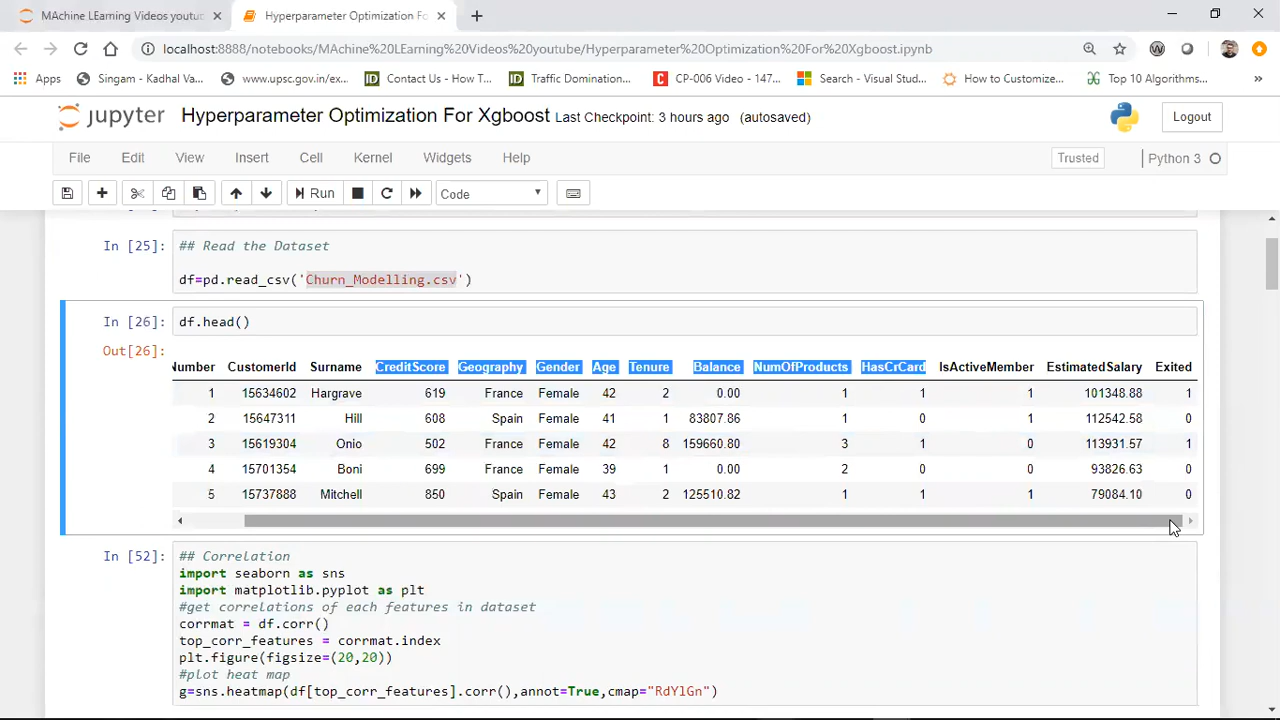 MAchine LEarning Videos youtu
Hyperparameter Optimization Fo
localhost:8888/notebooks/MAchine%20LEarning%20Videos%20youtube/Hyperparameter%20Optimization%20For%20Xgboost.ipynb
Apps
Singam - Kadhal Va...
www.upsc.gov.in/ex...
ID
Contact Us - How T...
ID
Traffic Domination...
C
CP-006 Video - 147...
Search - Visual Stud...
How to Customize...
Top 10 Algorithms...
»
jupyter Hyperparameter Optimization For Xgboost Last Checkpoint: 3 hours ago (autosaved)
Logout
File Edit View Insert Cell Kernel Widgets Help
Trusted
Python 3
Run
Code
In [25]: ## Read the Dataset
df=pd.read_csv('Churn_Modelling.csv')
In [26]: df.head()
Out[26]:
Number CustomerId Surname CreditScore Geography Gender Age Tenure Balance NumOfProducts HasCrCard IsActiveMember EstimatedSalary Exited
1 15634602 Hargrave 619 France Female 42 2 0.00 1 1 1 101348.88 1
2 15647311 Hill 608 Spain Female 41 1 83807.86 1 0 1 112542.58 0
3 15619304 Onio 502 France Female 42 8 159660.80 3 1 0 113931.57 1
4 15701354 Boni 699 France Female 39 1 0.00 2 0 0 93826.63 0
5 15737888 Mitchell 850 Spain Female 43 2 125510.82 1 1 1 79084.10 0
In [52]: ## Correlation
import seaborn as sns
import matplotlib.pyplot as plt
#get correlations of each features in dataset
corrmat = df.corr()
top_corr_features = corrmat.index
plt.figure(figsize=(20,20))
#plot heat map
g=sns.heatmap(df[top_corr_features].corr(),annot=True,cmap="RdYlGn")